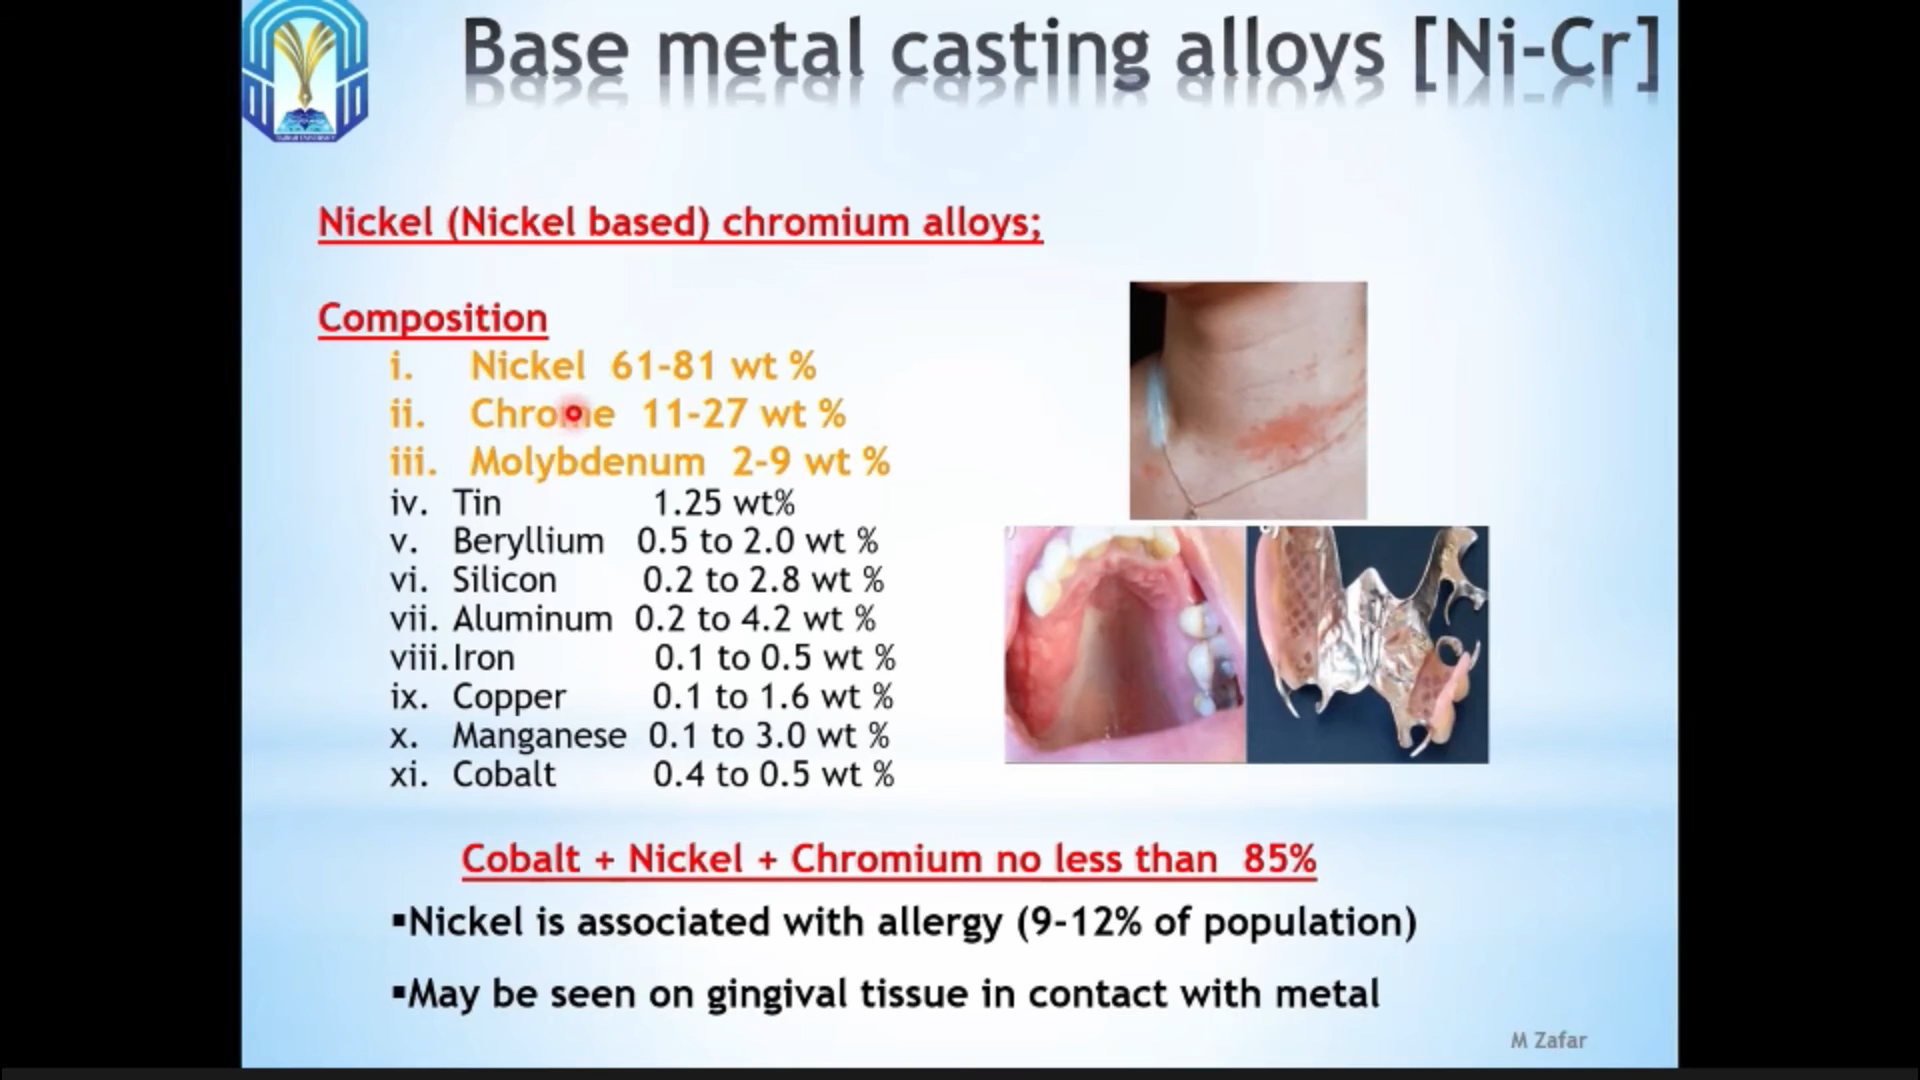 Base metal casting alloys [Ni-Cr]
Nickel (Nickel based) chromium alloys;
Composition
i. Nickel 61-81 wt %
ii. Chrome 11-27 wt %
iii. Molybdenum 2-9 wt %
iv. Tin 1.25 wt%
v. Beryllium 0.5 to 2.0 wt %
vi. Silicon 0.2 to 2.8 wt %
vii. Aluminum 0.2 to 4.2 wt %
viii. Iron 0.1 to 0.5 wt %
ix. Copper 0.1 to 1.6 wt %
x. Manganese 0.1 to 3.0 wt %
xi. Cobalt 0.4 to 0.5 wt %
Cobalt + Nickel + Chromium no less than 85%
▪Nickel is associated with allergy (9-12% of population)
▪May be seen on gingival tissue in contact with metal
M Zafar